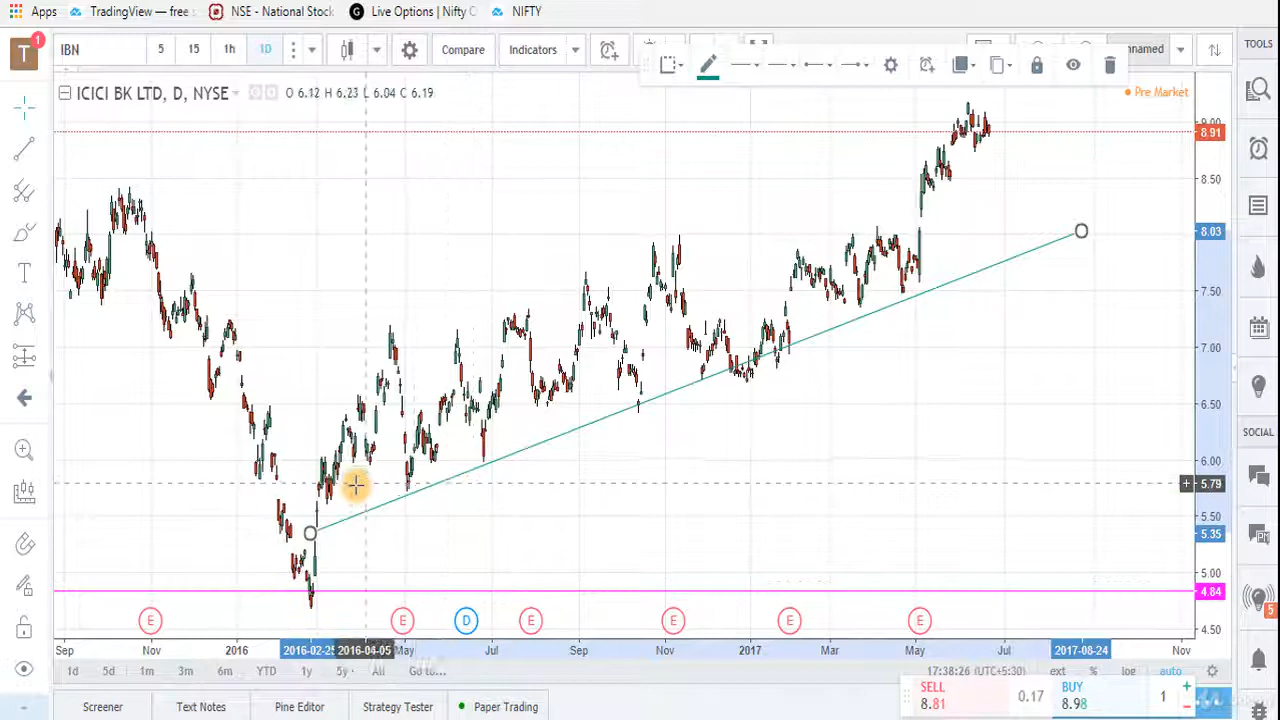 Apps TradingView — free s NSE - National Stock Live Options | Nifty C NIFTY
T 1 IBN 5 15 1h 1D Compare Indicators nnamed TOOLS
ICICI BK LTD, D, NYSE O 6.12 H 6.23 L 6.04 C 6.19 Pre Market
9.00
8.91
8.50
8.03
7.50
7.00
6.50
6.00
5.79
5.50
5.35
5.00
4.84
4.50
T
SOCIAL
5
E E D E E E E
Sep Nov 2016 2016-02-25 2016-04-05 May Jul Sep Nov 2017 Mar May Jul 2017-08-24 Nov
1d 5d 1m 3m 6m YTD 1y 5y All Go to... 17:38:26 (UTC+5:30) ext % log auto
SELL 8.81 0.17 BUY 8.98 1
Screener Text Notes Pine Editor Strategy Tester Paper Trading